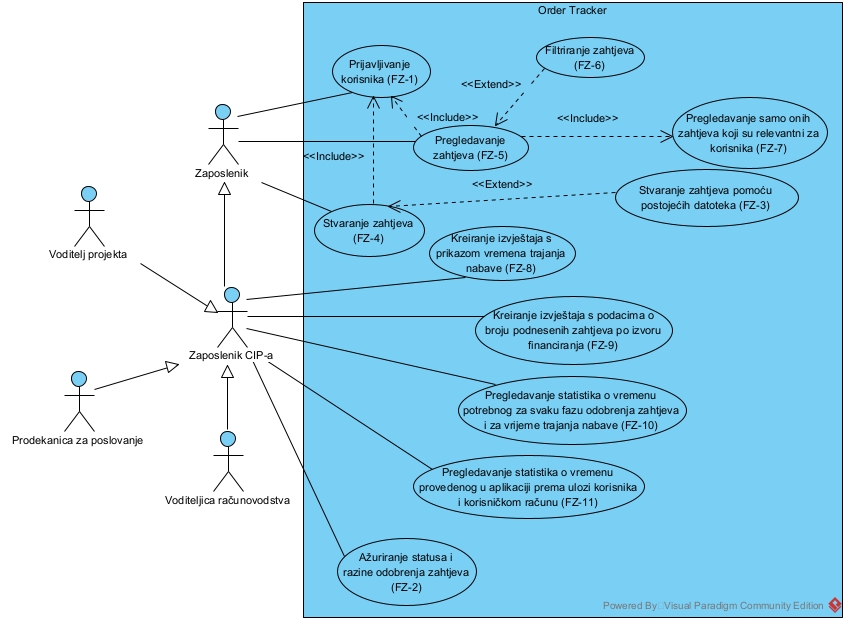 Order Tracker
Prijavljivanje
korisnika (FZ-1)
Filtriranje zahtjeva
(FZ-6)
<<Extend>>
<<Include>>
<<Include>>
Pregledavanje
zahtjeva (FZ-5)
Pregledavanje samo onih
zahtjeva koji su relevantni za
korisnika (FZ-7)
<<Include>>
Zaposlenik
<<Extend>>
Stvaranje zahtjeva pomoću
postojećih datoteka (FZ-3)
Stvaranje zahtjeva
(FZ-4)
Voditelj projekta
Kreiranje izvještaja s
prikazom vremena trajanja
nabave (FZ-8)
Kreiranje izvještaja s podacima o
broju podnesenih zahtjeva po izvoru
financiranja (FZ-9)
Zaposlenik CIP-a
Pregledavanje statistika o vremenu
potrebnog za svaku fazu odobrenja zahtjeva
i za vrijeme trajanja nabave (FZ-10)
Prodekanica za poslovanje
Pregledavanje statistika o vremenu
provedenog u aplikaciji prema ulozi korisnika
i korisničkom računu (FZ-11)
Voditeljica računovodstva
Ažuriranje statusa i
razine odobrenja zahtjeva
(FZ-2)
Powered By Visual Paradigm Community Edition